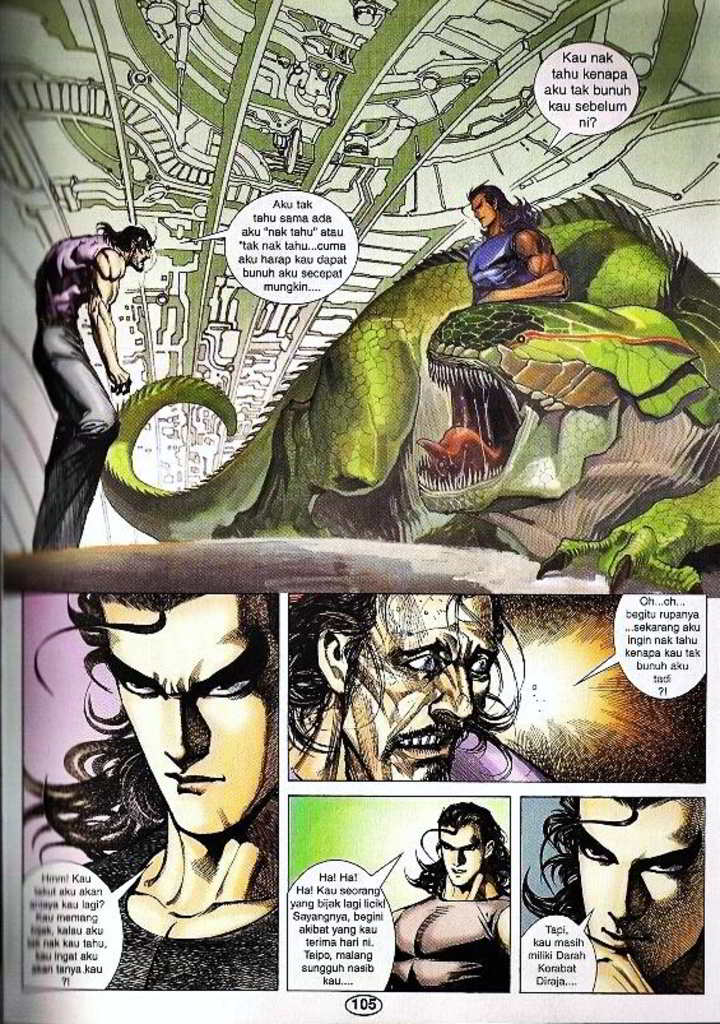 Kau nak
tahu kenapa
aku tak bunuh
kau sebelum
ni?
Aku tak
tahu sama ada
aku "nak tahu" atau
"tak nak tahu...cuma
aku harap kau dapat
bunuh aku secepat
mungkin....
Hmm! Kau
takut aku akan
aniaya kau lagi?
Kau memang
bijak, kalau aku
tak nak kau tahu,
kau ingat aku
akan tanya kau
?!
Oh...ch...
begitu rupanya
...sekarang aku
ingin nak tahu
kenapa kau tak
bunuh aku
tadi
?!
Ha! Ha!
Ha! Kau seorang
yang bijak lagi licik!
Sayangnya, begini
akibat yang kau
terima hari ni.
Taipo, malang
sungguh nasib
kau....
Tapi,
kau masih
miliki Darah
Korabat
Diraja....
105